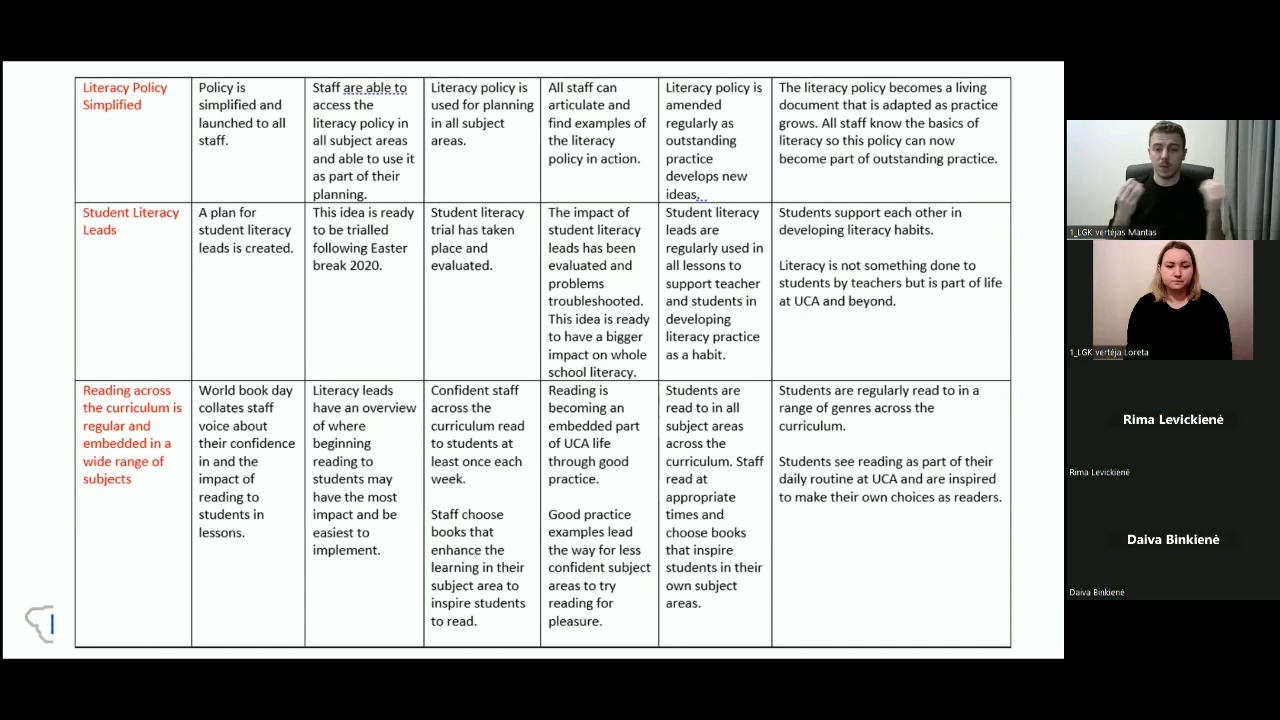 Literacy Policy
Simplified
Policy is
simplified and
launched to all
staff.
Staff are able to
access the
literacy policy in
all subject areas
and able to use it
as part of their
planning.
Literacy policy is
used for planning
in all subject
areas.
All staff can
articulate and
find examples of
the literacy
policy in action.
Literacy policy is
amended
regularly as
outstanding
practice
develops new
ideas.
The literacy policy becomes a living
document that is adapted as practice
grows. All staff know the basics of
literacy so this policy can now
become part of outstanding practice.
Student Literacy
Leads
A plan for
student literacy
leads is created.
This idea is ready
to be trialled
following Easter
break 2020.
Student literacy
trial has taken
place and
evaluated.
The impact of
student literacy
leads has been
evaluated and
problems
troubleshooted.
This idea is ready
to have a bigger
impact on whole
school literacy.
Student literacy
leads are
regularly used in
all lessons to
support teacher
and students in
developing
literacy practice
as a habit.
Students support each other in
developing literacy habits.
Literacy is not something done to
students by teachers but is part of life
at UCA and beyond.
Reading across
the curriculum is
regular and
embedded in a
wide range of
subjects
World book day
collates staff
voice about
their confidence
in and the
impact of
reading to
students in
lessons.
Literacy leads
have an overview
of where
beginning
reading to
students may
have the most
impact and be
easiest to
implement.
Confident staff
across the
curriculum read
to students at
least once each
week.
Staff choose
books that
enhance the
learning in their
subject area to
inspire students
to read.
Reading is
becoming an
embedded part
of UCA life
through good
practice.
Good practice
examples lead
the way for less
confident subject
areas to try
reading for
pleasure.
Students are
read to in all
subject areas
across the
curriculum. Staff
read at
appropriate
times and
choose books
that inspire
students in their
own subject
areas.
Students are regularly read to in a
range of genres across the
curriculum.
Students see reading as part of their
daily routine at UCA and are inspired
to make their own choices as readers.
1_LGK vertėjas Mantas
1_LGK vertėja Loreta
Rima Levickienė
Rima Levickienė
Daiva Binkienė
Daiva Binkienė